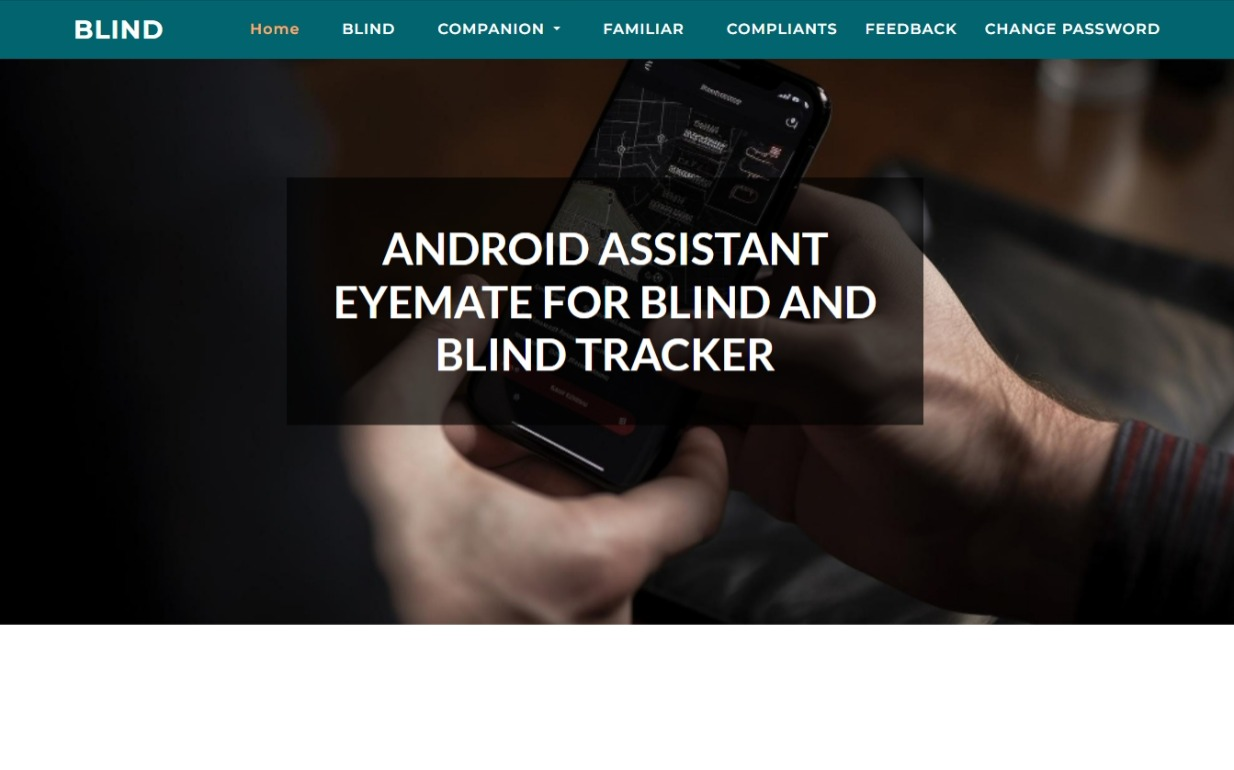 BLIND
Home BLIND COMPANION FAMILIAR COMPLIANTS FEEDBACK CHANGE PASSWORD
ANDROID ASSISTANT
EYEMATE FOR BLIND AND
BLIND TRACKER